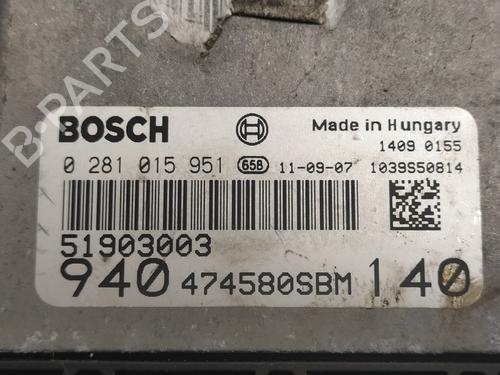 B-PARTS
BOSCH
Made in Hungary
1409 0155
0 281 015 951 658 11-09-07 1039S50814
51903003
940 474580SBM 140